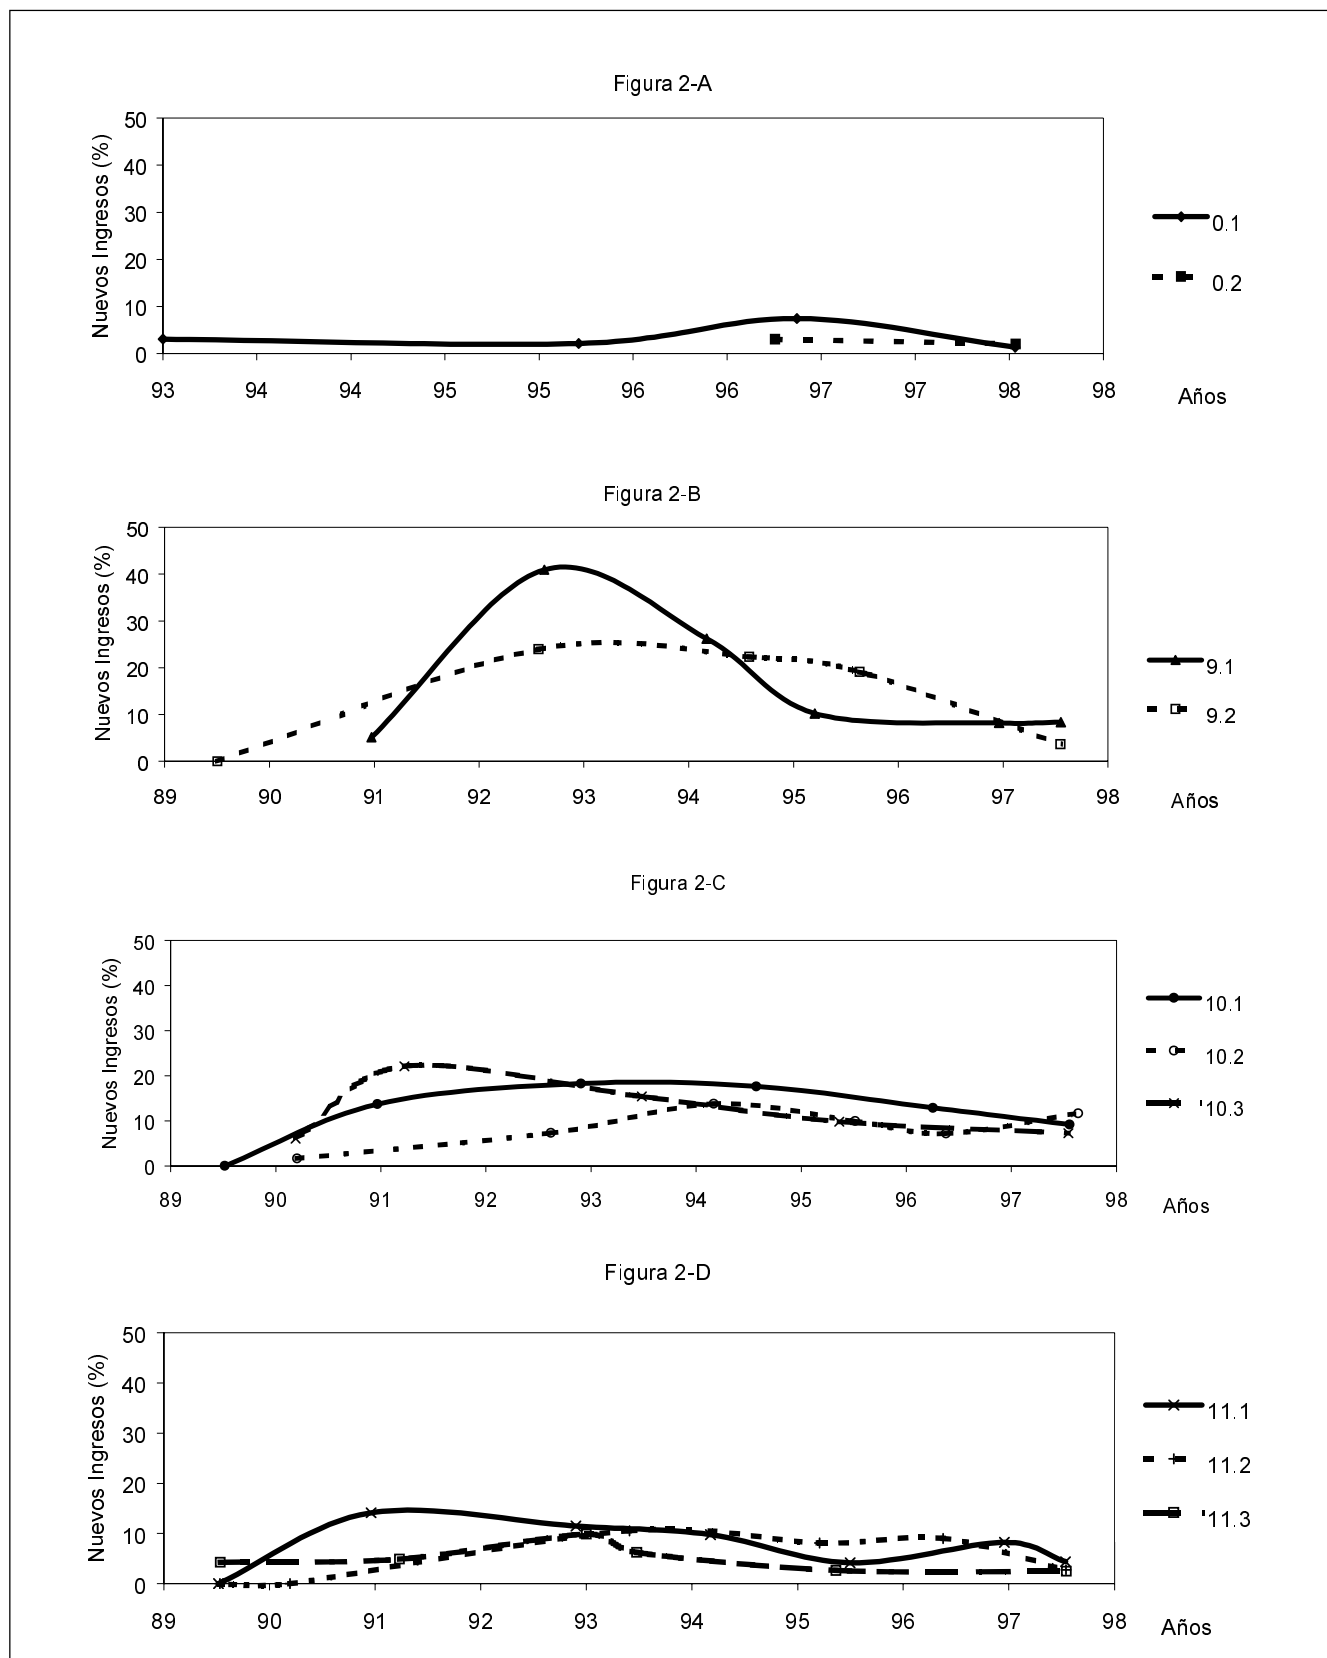 Figura 2-A
Nuevos Ingresos (%)
50
40
30
20
10
0
93 94 94 95 95 96 96 97 97 98 98
Años
0.1
0.2
Figura 2-B
Nuevos Ingresos (%)
50
40
30
20
10
0
89 90 91 92 93 94 95 96 97 98
Años
9.1
9.2
Figura 2-C
Nuevos Ingresos (%)
50
40
30
20
10
0
89 90 91 92 93 94 95 96 97 98
Años
10.1
10.2
10.3
Figura 2-D
Nuevos Ingresos (%)
50
40
30
20
10
0
89 90 91 92 93 94 95 96 97 98
Años
11.1
11.2
11.3